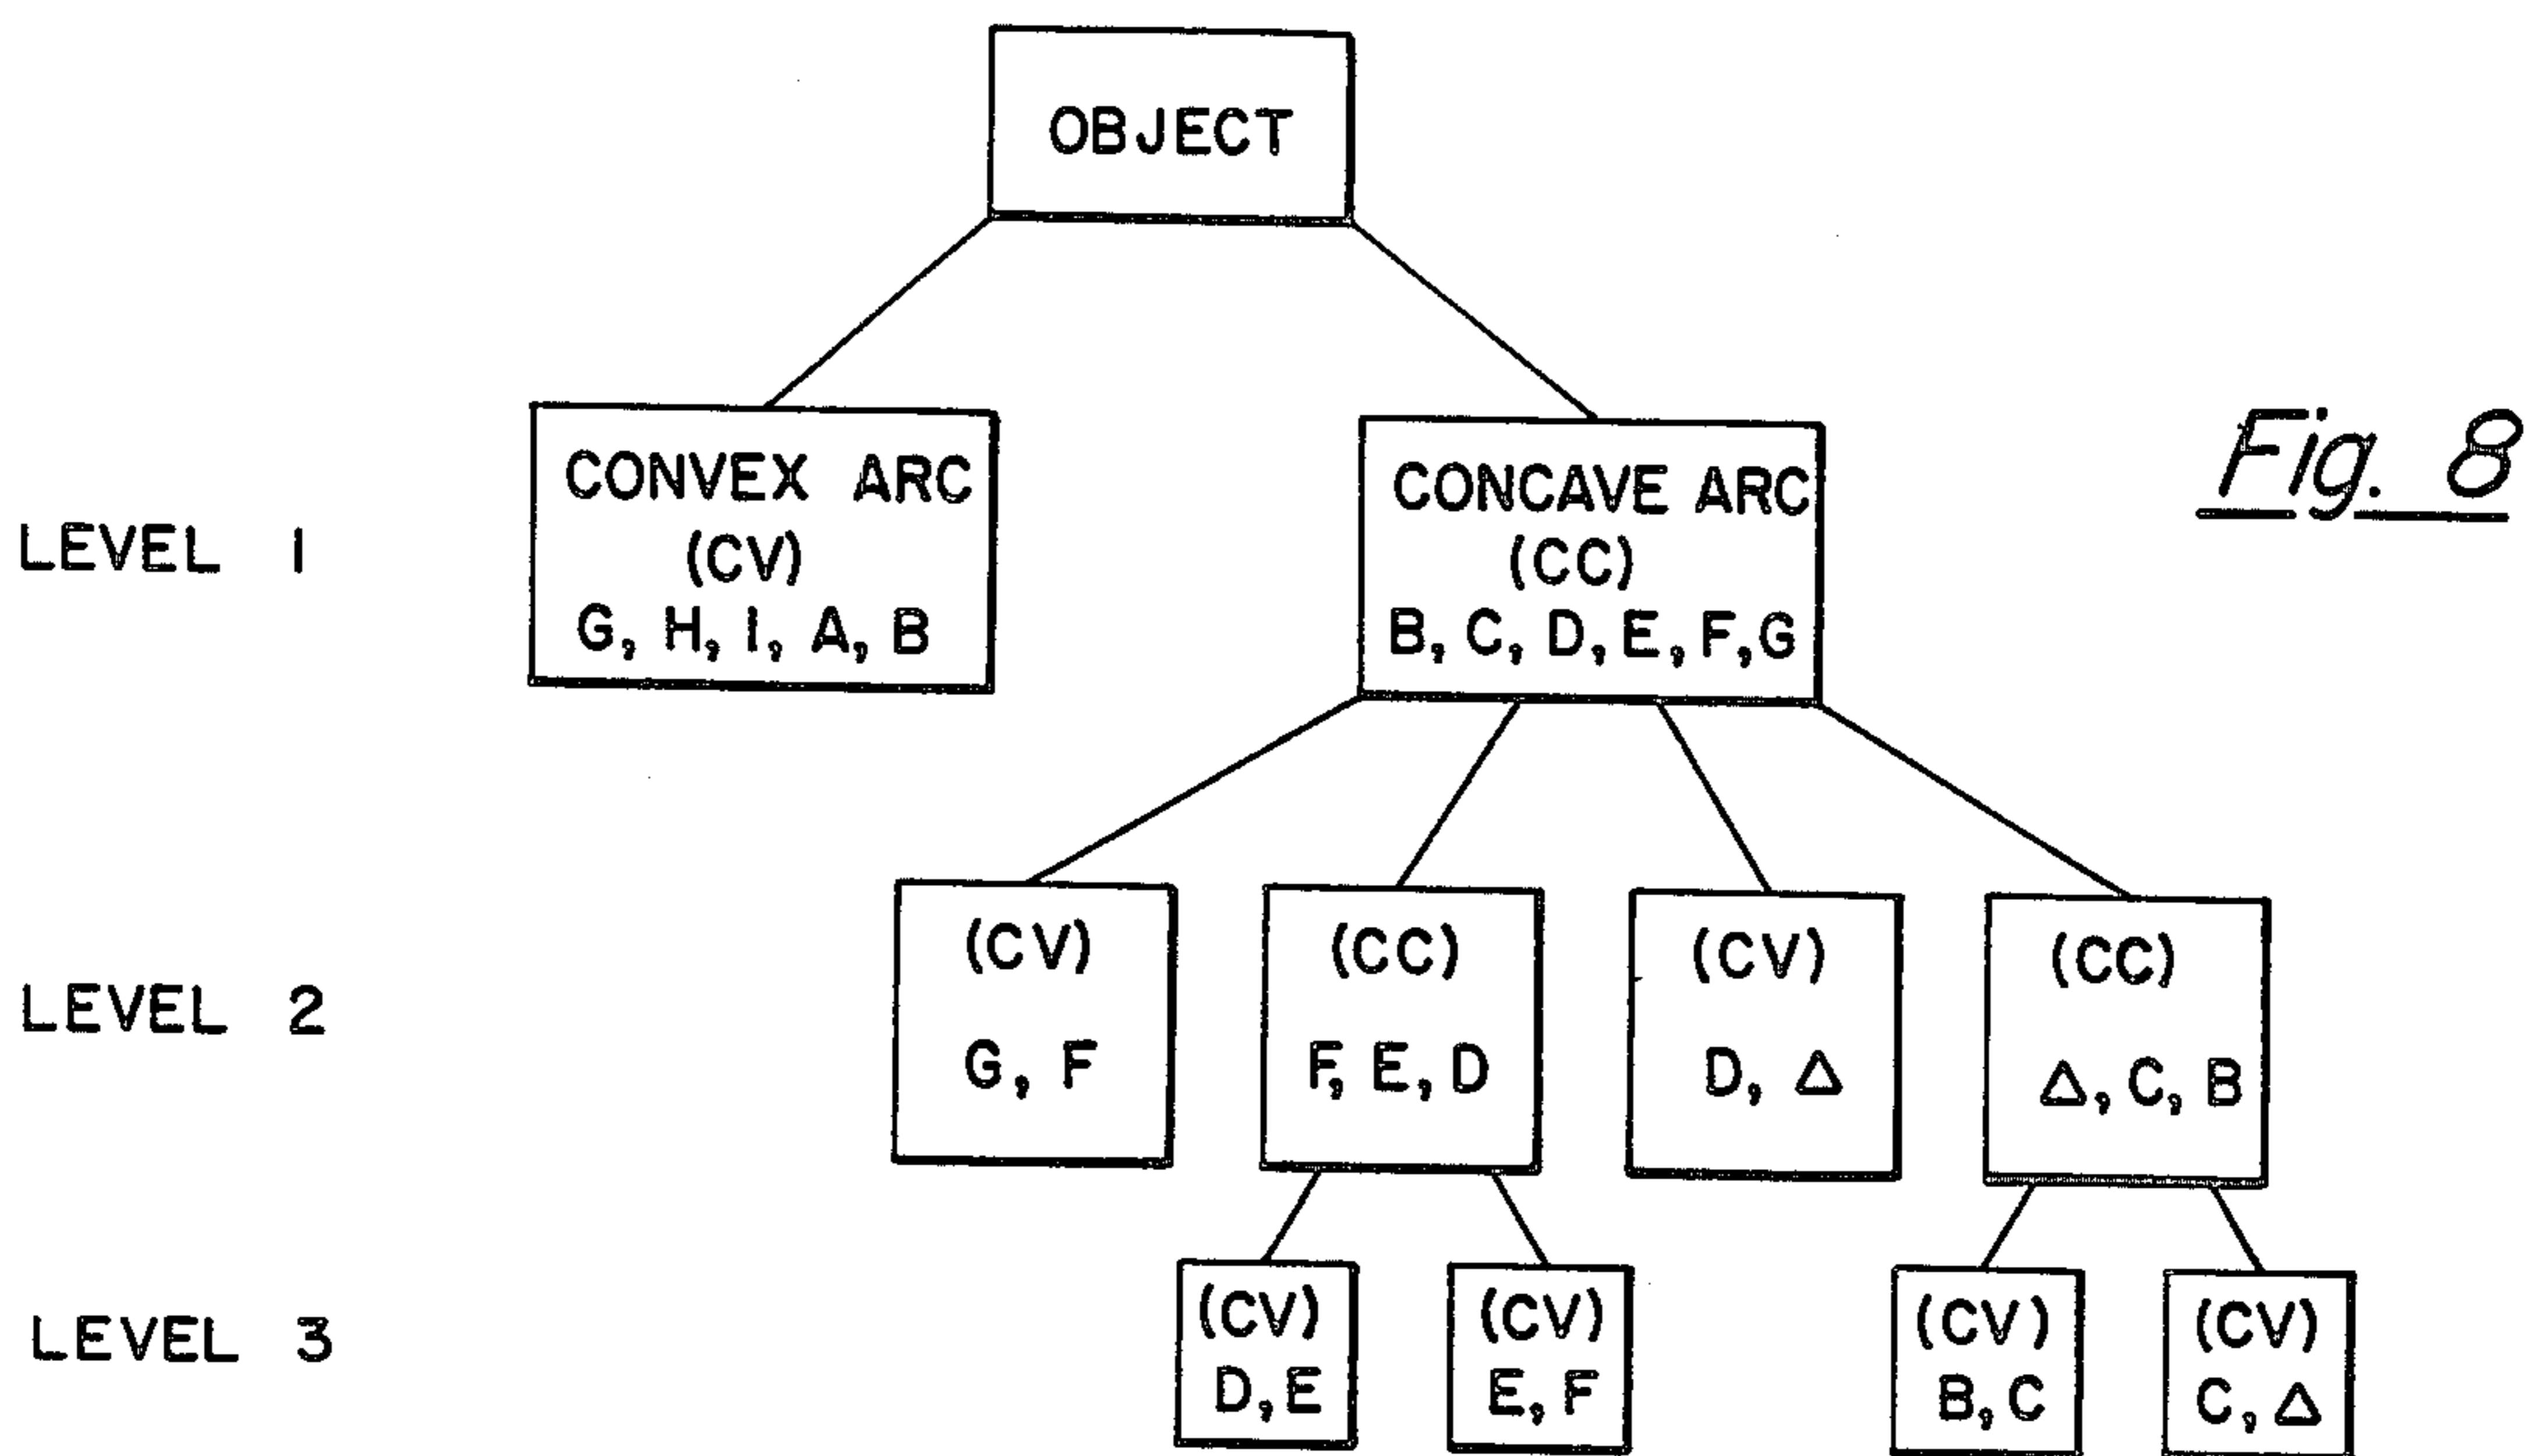 OBJECT
CONVEX ARC
(CV)
G, H, I, A, B
CONCAVE ARC
(CC)
B, C, D, E, F, G
LEVEL 1
Fig. 8
LEVEL 2
(CV)
G, F
(CC)
F, E, D
(CV)
D, Δ
(CC)
Δ, C, B
LEVEL 3
(CV)
D, E
(CV)
E, F
(CV)
B, C
(CV)
C, Δ